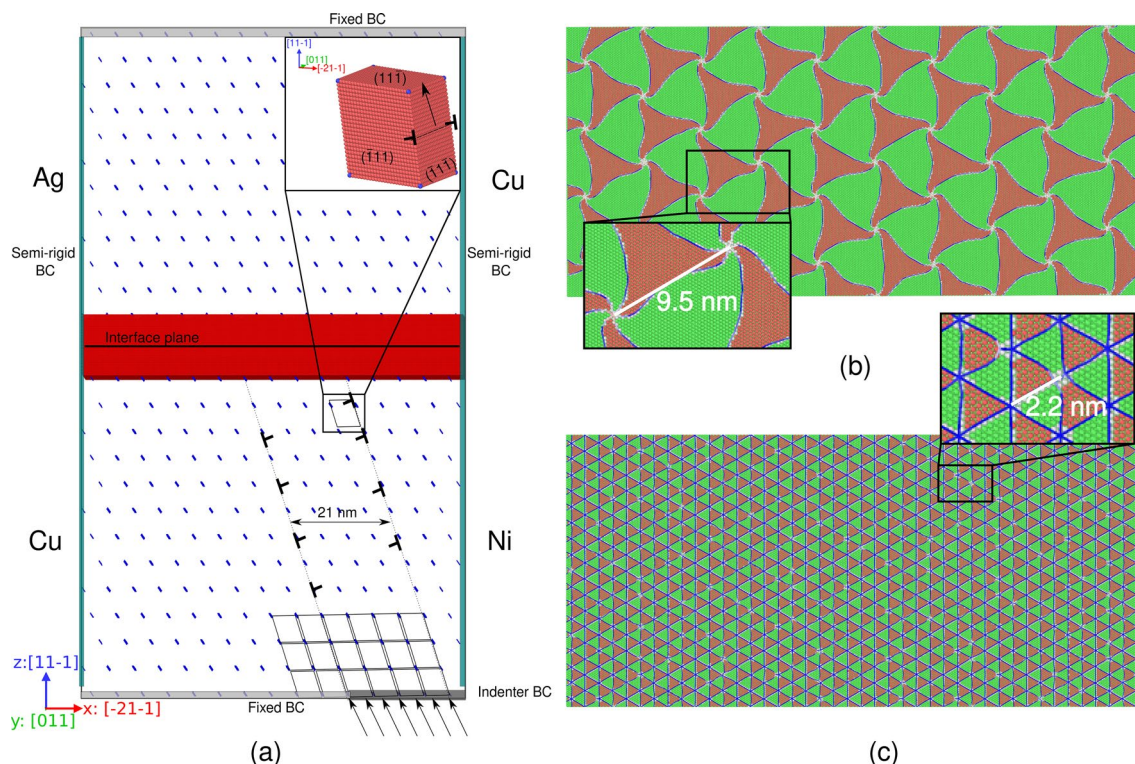 Fixed BC
[11-1]
[011]
[-21-1]
(111)
(1̄11)
(1̄11̄)
Ag
Cu
Semi-rigid
BC
Semi-rigid
BC
Interface plane
21 nm
Cu
Ni
z:[11-1]
y: [011]
x: [-21-1]
Fixed BC
Indenter BC
(a)
9.5 nm
(b)
2.2 nm
(c)